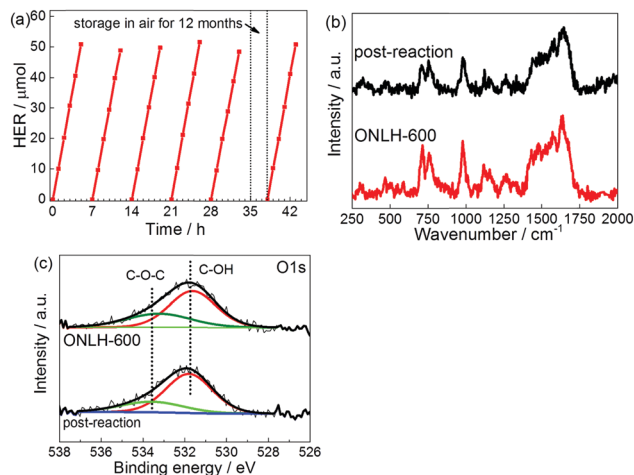 (a)
storage in air for 12 months
HER / μmol
60
50
40
30
20
10
0
0 7 14 21 28 35 42
Time / h
(b)
post-reaction
ONLH-600
Intensity / a.u.
250 500 750 1000 1250 1500 1750 2000
Wavenumber / cm-1
(c)
C-O-C
C-OH
O1s
ONLH-600
post-reaction
Intensity / a.u.
538 536 534 532 530 528 526
Binding energy / eV